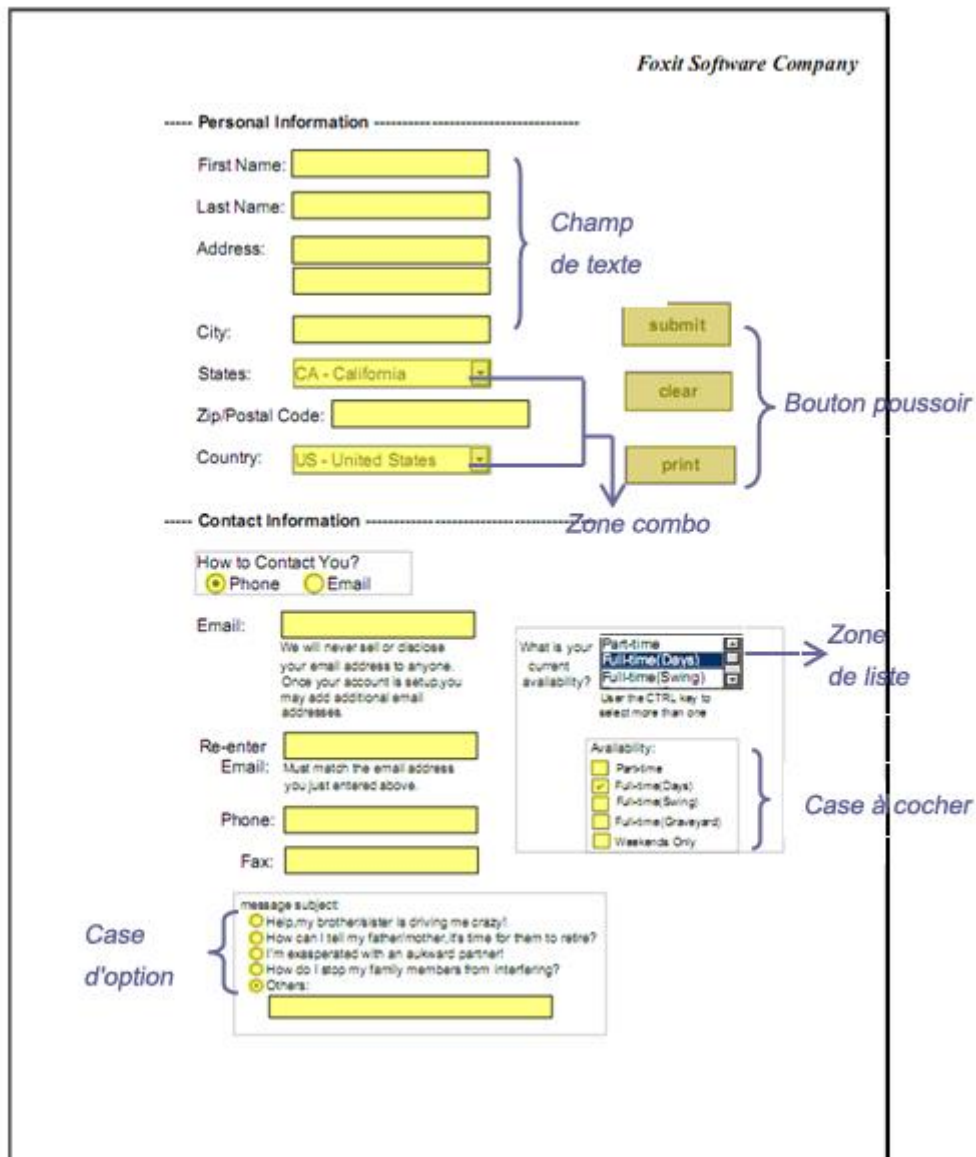 Foxit Software Company
----- Personal Information -----
First Name:
Last Name:
Address:
Champ
de texte
City:
submit
States: CA - California
clear
Bouton poussoir
Zip/Postal Code:
Country: US - United States
print
Zone combo
----- Contact Information -----
How to Contact You?
Phone Email
Email:
We will never sell or disclose
your email address to anyone.
Once your account is setup,you
may add additional email
addresses.
What is your
current
availability?
Part-time
Full-time(Days)
Full-time(Swing)
User the CTRL key to
select more than one
Zone
de liste
Re-enter
Email:
Must match the email address
you just entered above.
Availability:
Part-time
Full-time(Days)
Full-time(Swing)
Full-time(Graveyard)
Weekends Only
Case à cocher
Phone:
Fax:
message subject:
Help,my brother/sister is driving me crazy!
How can I tell my father/mother,it's time for them to retire?
I'm exasperated with an aukward partner!
How do I stop my family members from interfering?
Others:
Case
d'option